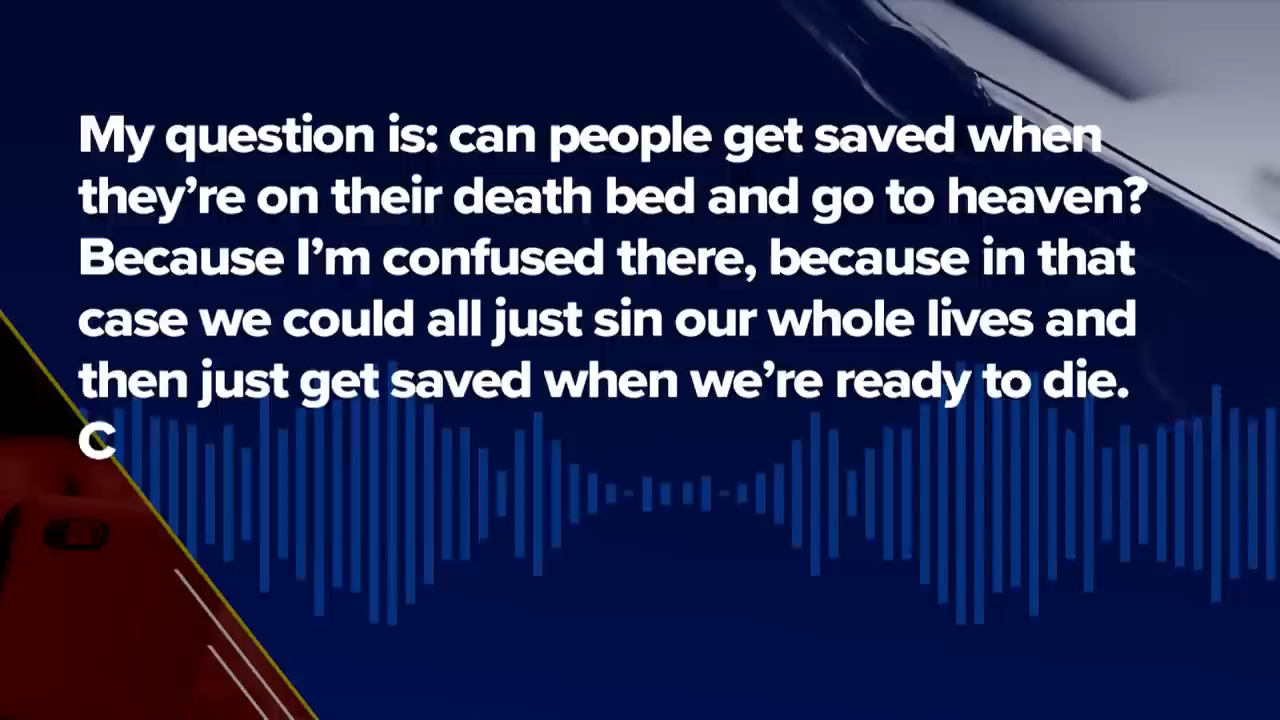 My question is: can people get saved when
they’re on their death bed and go to heaven?
Because I’m confused there, because in that
case we could all just sin our whole lives and
then just get saved when we’re ready to die.
C